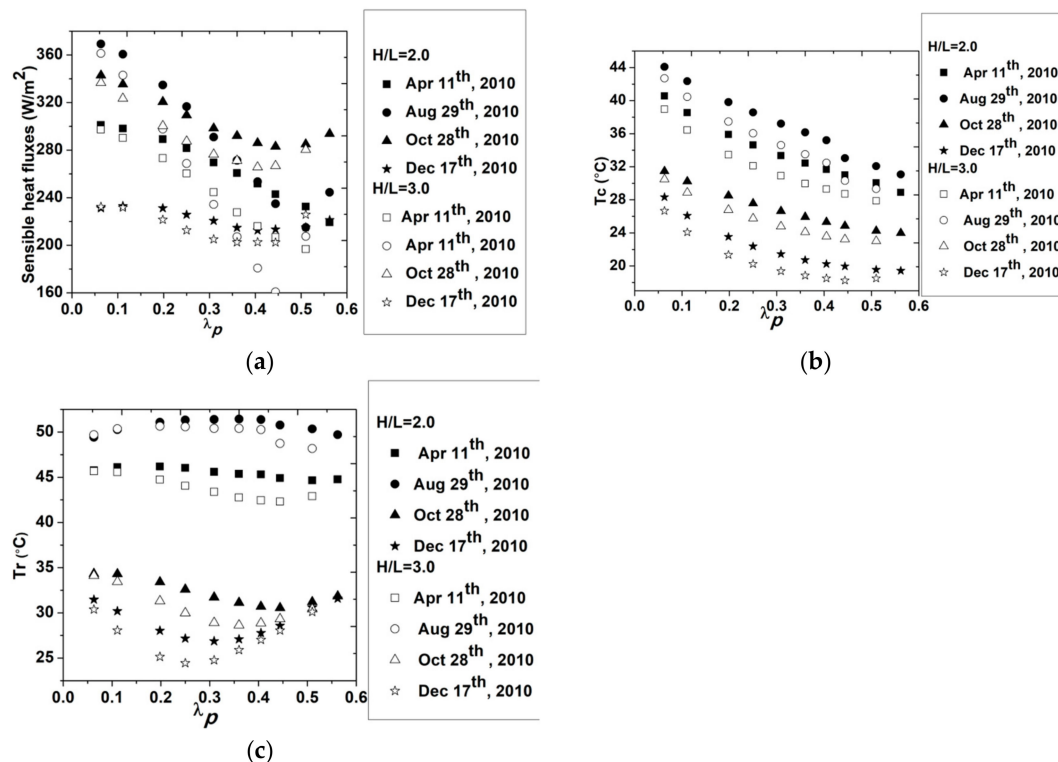 360
320
280
240
200
160
0.0 0.1 0.2 0.3 0.4 0.5 0.6
Sensible heat fluxes (W/m²)
λp
H/L=2.0
Apr 11th, 2010
Aug 29th, 2010
Oct 28th, 2010
Dec 17th, 2010
H/L=3.0
Apr 11th, 2010
Apr 11th, 2010
Oct 28th, 2010
Dec 17th, 2010
(a)
44
40
36
32
28
24
20
0.0 0.1 0.2 0.3 0.4 0.5 0.6
Tc (°C)
λp
H/L=2.0
Apr 11th, 2010
Aug 29th, 2010
Oct 28th, 2010
Dec 17th, 2010
H/L=3.0
Apr 11th, 2010
Aug 29th, 2010
Oct 28th, 2010
Dec 17th, 2010
(b)
50
45
40
35
30
25
0.0 0.1 0.2 0.3 0.4 0.5 0.6
Tr (°C)
λp
H/L=2.0
Apr 11th, 2010
Aug 29th, 2010
Oct 28th, 2010
Dec 17th, 2010
H/L=3.0
Apr 11th, 2010
Aug 29th, 2010
Oct 28th, 2010
Dec 17th, 2010
(c)